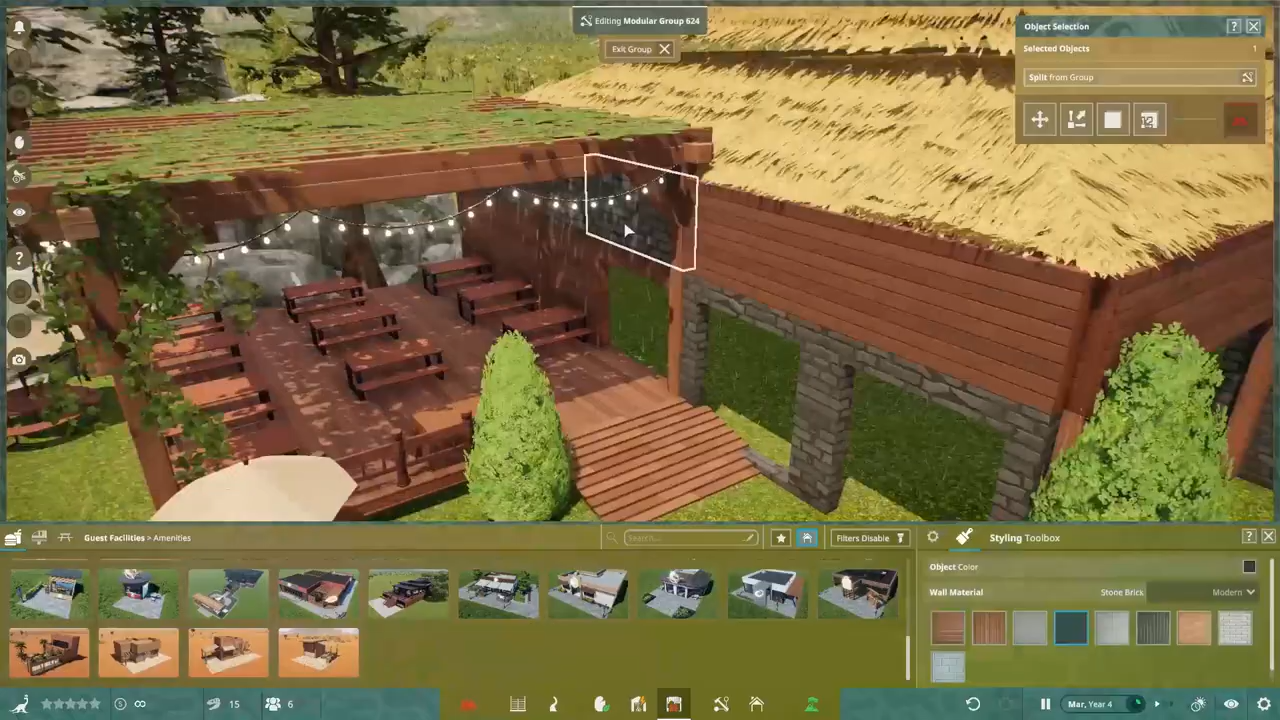 Editing Modular Group 624
Exit Group
Object Selection
?
Selected Objects 1
Split from Group
?
Guest Facilities > Amenities
Search...
Filters Disable
Styling Toolbox
?
Object Color
Wall Material Stone Brick Modern
∞
15
6
Mar, Year 4